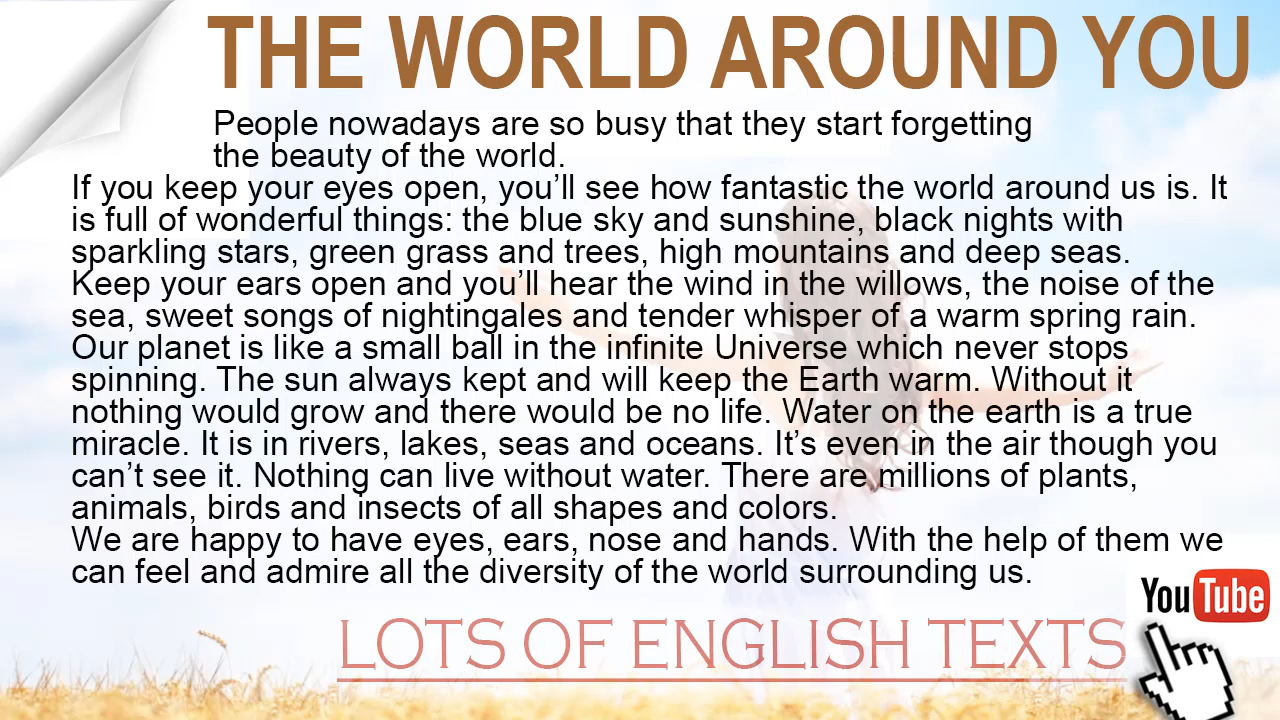 THE WORLD AROUND YOU
People nowadays are so busy that they start forgetting
the beauty of the world.
If you keep your eyes open, you’ll see how fantastic the world around us is. It
is full of wonderful things: the blue sky and sunshine, black nights with
sparkling stars, green grass and trees, high mountains and deep seas.
Keep your ears open and you’ll hear the wind in the willows, the noise of the
sea, sweet songs of nightingales and tender whisper of a warm spring rain.
Our planet is like a small ball in the infinite Universe which never stops
spinning. The sun always kept and will keep the Earth warm. Without it
nothing would grow and there would be no life. Water on the earth is a true
miracle. It is in rivers, lakes, seas and oceans. It’s even in the air though you
can’t see it. Nothing can live without water. There are millions of plants,
animals, birds and insects of all shapes and colors.
We are happy to have eyes, ears, nose and hands. With the help of them we
can feel and admire all the diversity of the world surrounding us.
YouTube
LOTS OF ENGLISH TEXTS